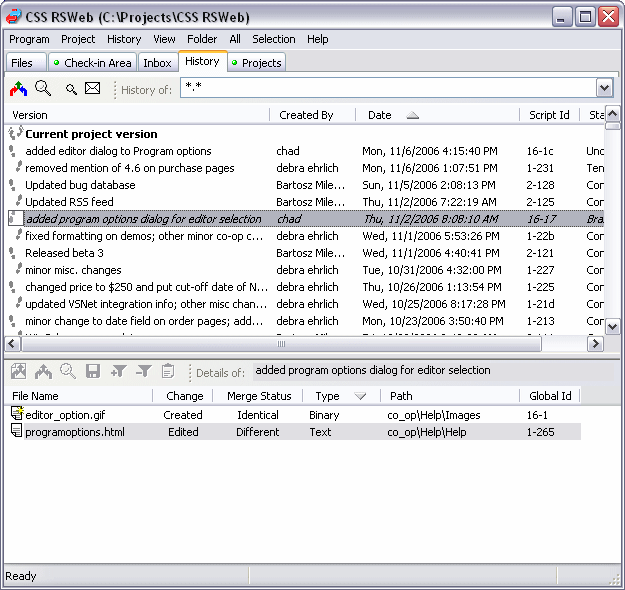 CSS RSWeb (C:\Projects\CSS RSWeb)
Program Project History View Folder All Selection Help
Files Check-in Area Inbox History Projects
History of: *.*
Version Created By Date Script Id Sta
Current project version
added editor dialog to Program options chad Mon, 11/6/2006 4:15:40 PM 16-1c Unc
removed mention of 4.6 on purchase pages debra ehrlich Mon, 11/6/2006 1:07:51 PM 1-231 Ten
Updated bug database Bartosz Mile... Sun, 11/5/2006 2:08:13 PM 2-128 Cor
Updated RSS feed Bartosz Mile... Thu, 11/2/2006 7:22:19 AM 2-125 Cor
added program options dialog for editor selection chad Thu, 11/2/2006 8:08:10 AM 16-17 Bra
fixed formatting on demos; other minor co-op c... debra ehrlich Wed, 11/1/2006 5:53:26 PM 1-22b Cor
Released beta 3 Bartosz Mile... Wed, 11/1/2006 4:40:41 PM 2-121 Cor
minor misc. changes debra ehrlich Tue, 10/31/2006 4:32:00 PM 1-227 Cor
changed price to $250 and put cut-off date of N... debra ehrlich Thu, 10/26/2006 1:13:54 PM 1-225 Cor
updated VSNet integration info; other misc chan... debra ehrlich Wed, 10/25/2006 8:17:28 PM 1-21d Cor
minor change to date field on order pages; add... debra ehrlich Mon, 10/23/2006 3:50:40 PM 1-213 Cor
Details of: added program options dialog for editor selection
File Name Change Merge Status Type Path Global Id
editor_option.gif Created Identical Binary co_op\Help\Images 16-1
programoptions.html Edited Different Text co_op\Help\Help 1-265
Ready